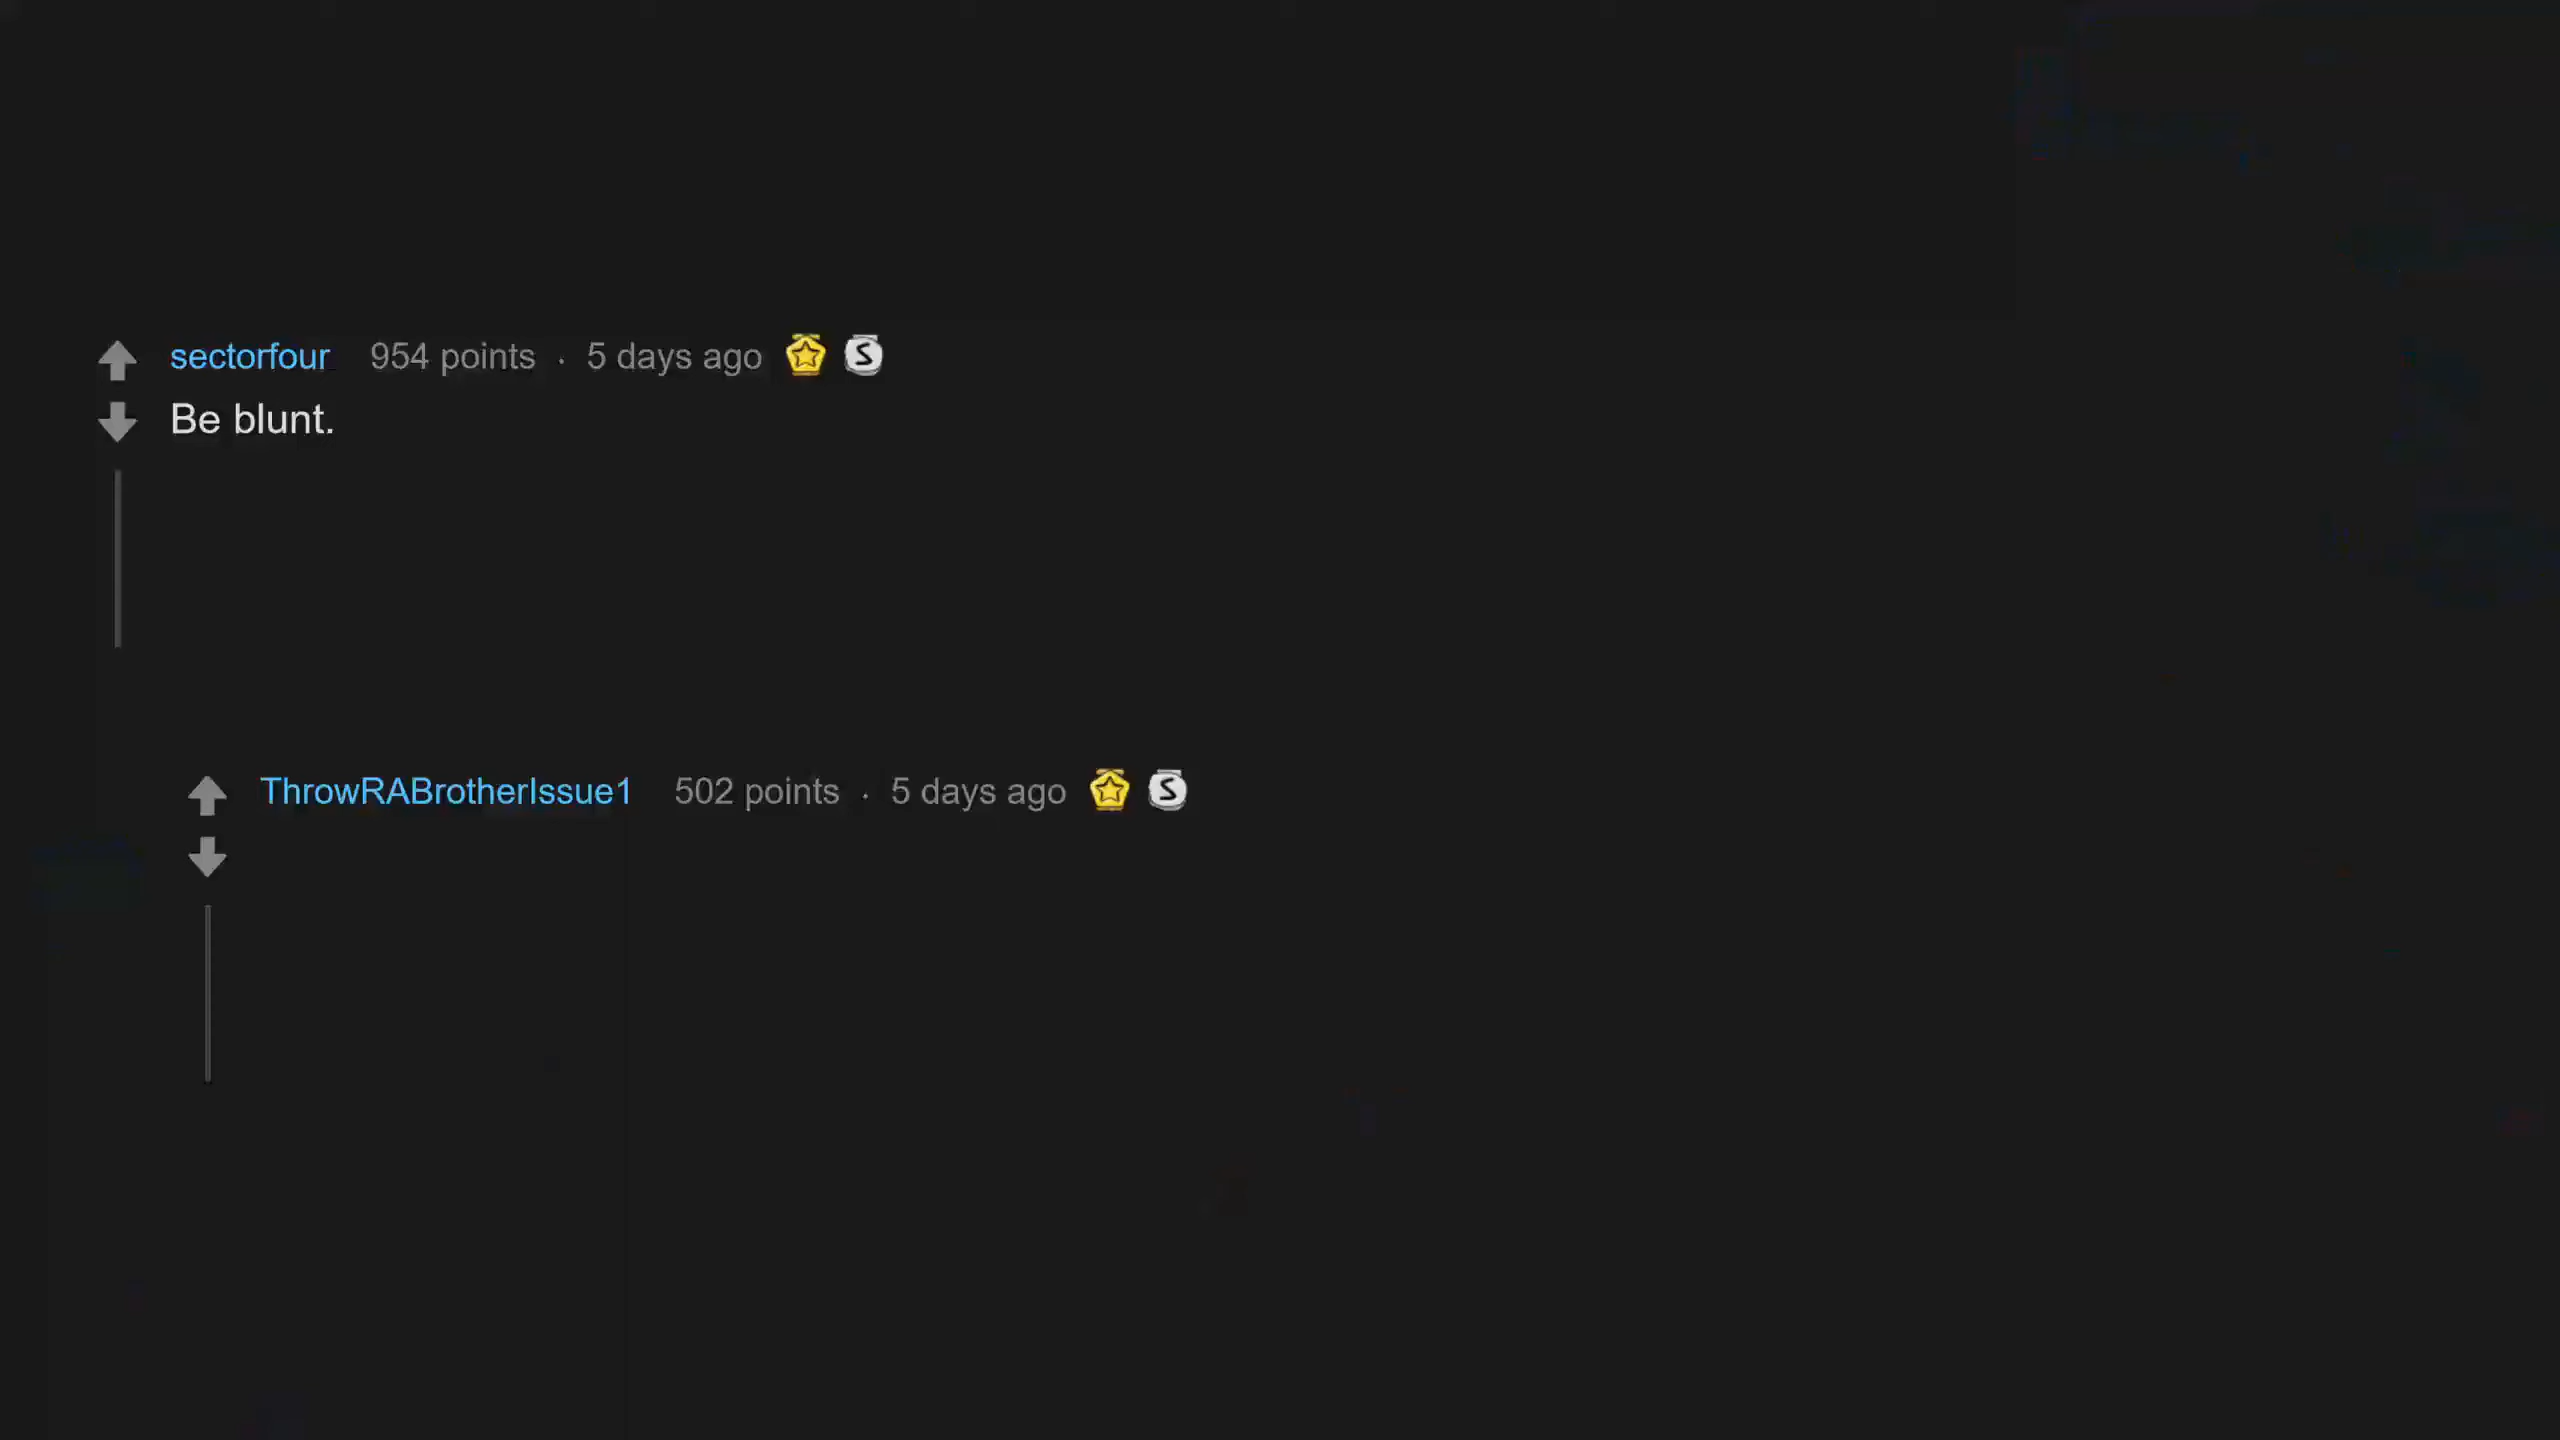 sectorfour 954 points . 5 days ago S
Be blunt.
ThrowRABrotherIssue1 502 points . 5 days ago S